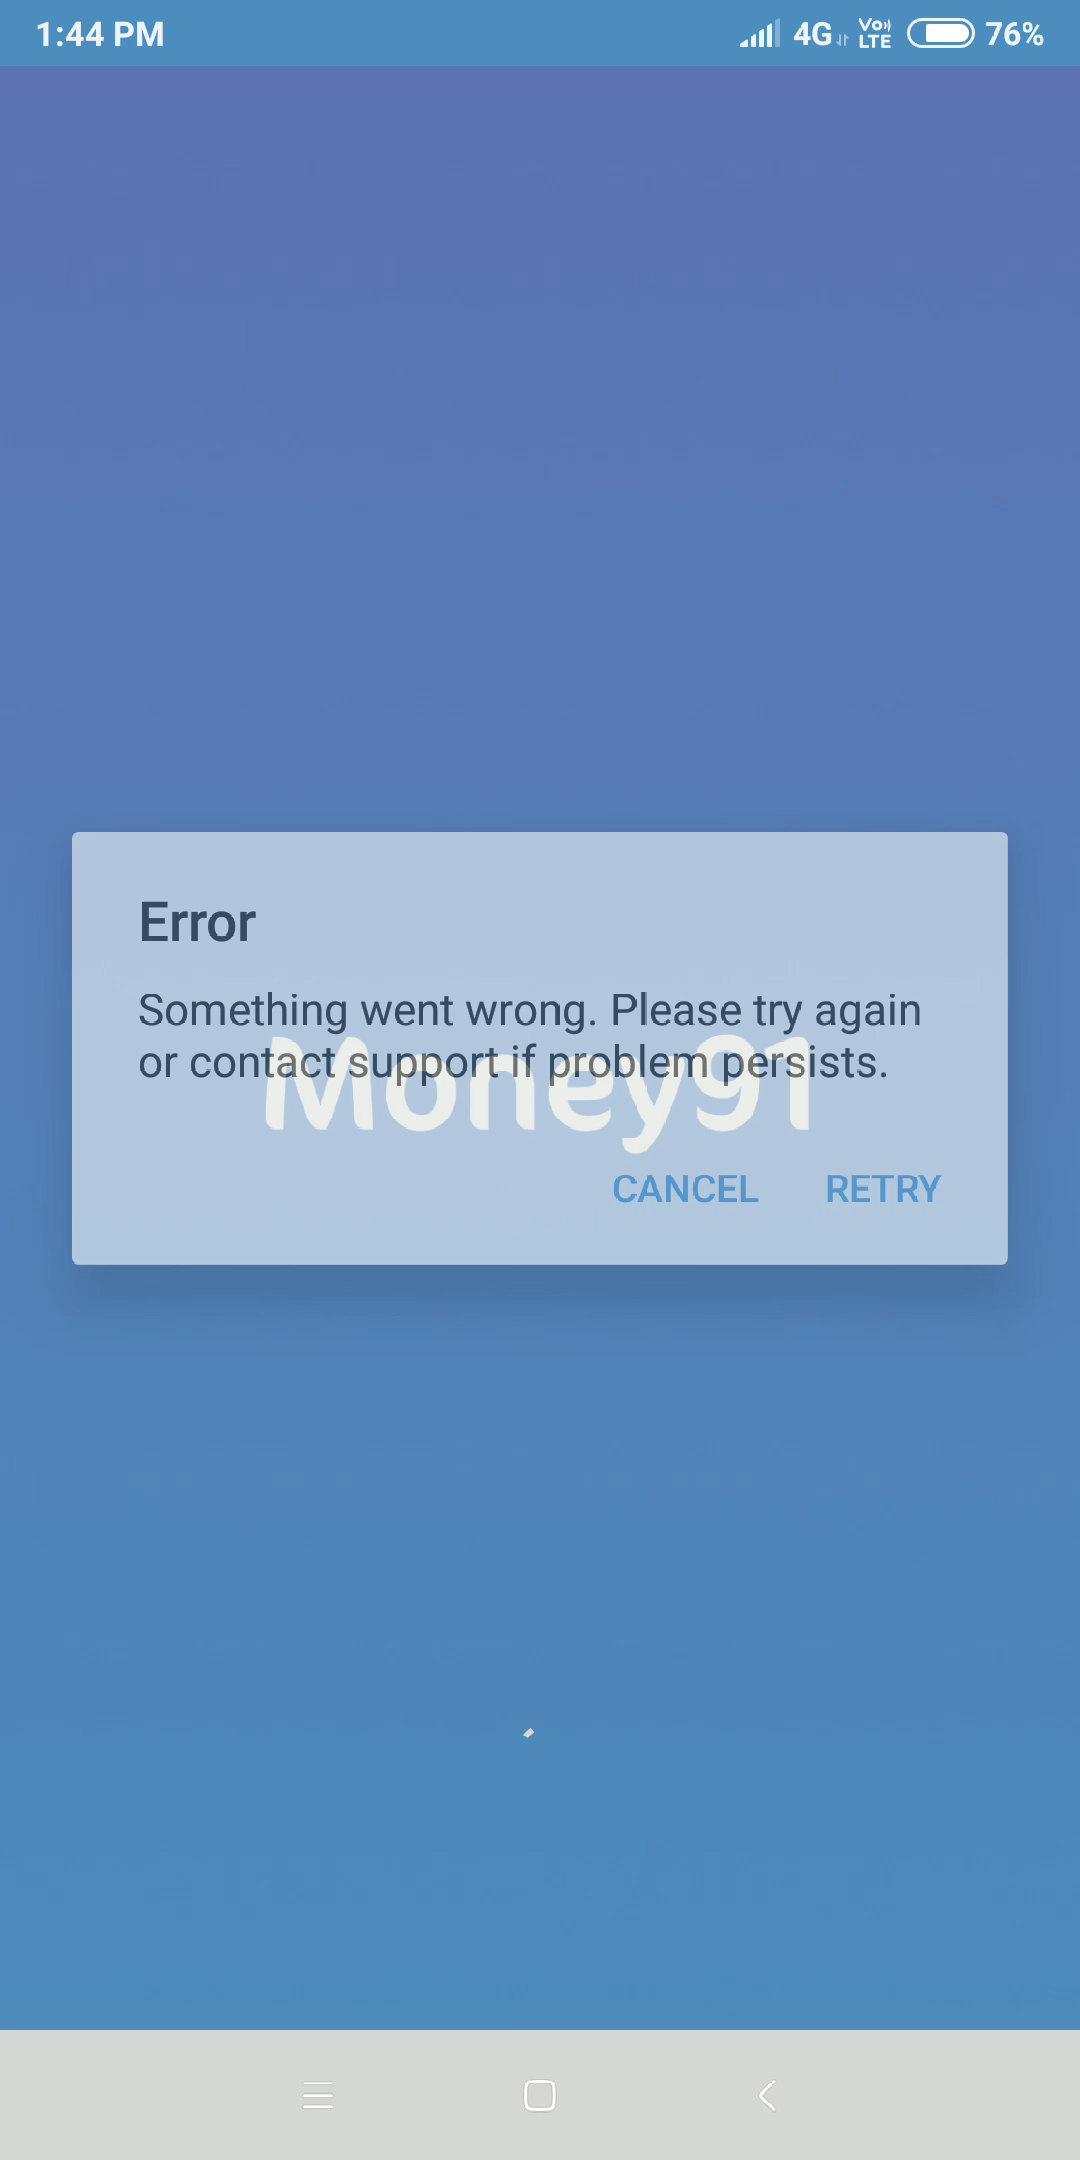 1:44 PM
4G
Vo
LTE
76%
Error
Something went wrong. Please try again
or contact support if problem persists.
Money91
CANCEL
RETRY